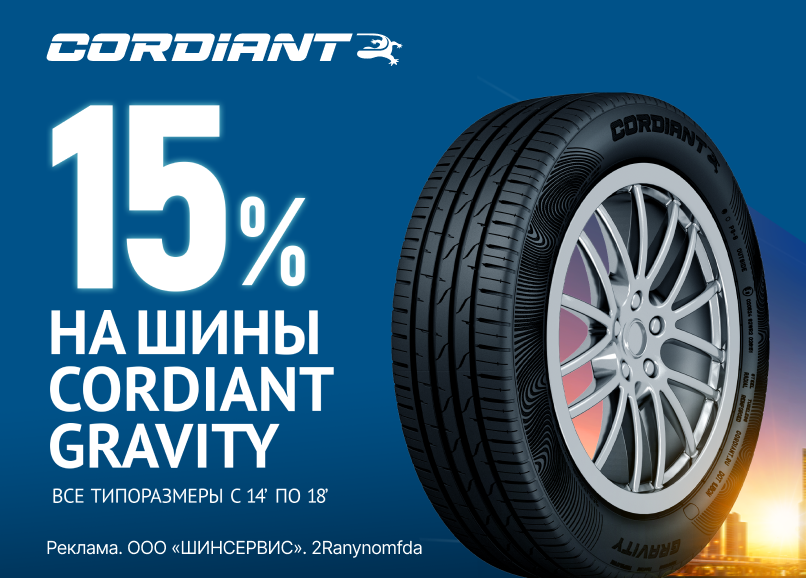 CORDIANT
15%
НА ШИНЫ
CORDIANT
GRAVITY
ВСЕ ТИПОРАЗМЕРЫ С 14' ПО 18'
Реклама. ООО «ШИНСЕРВИС». 2Ranynomfda
CORDIANT
GRAVITY